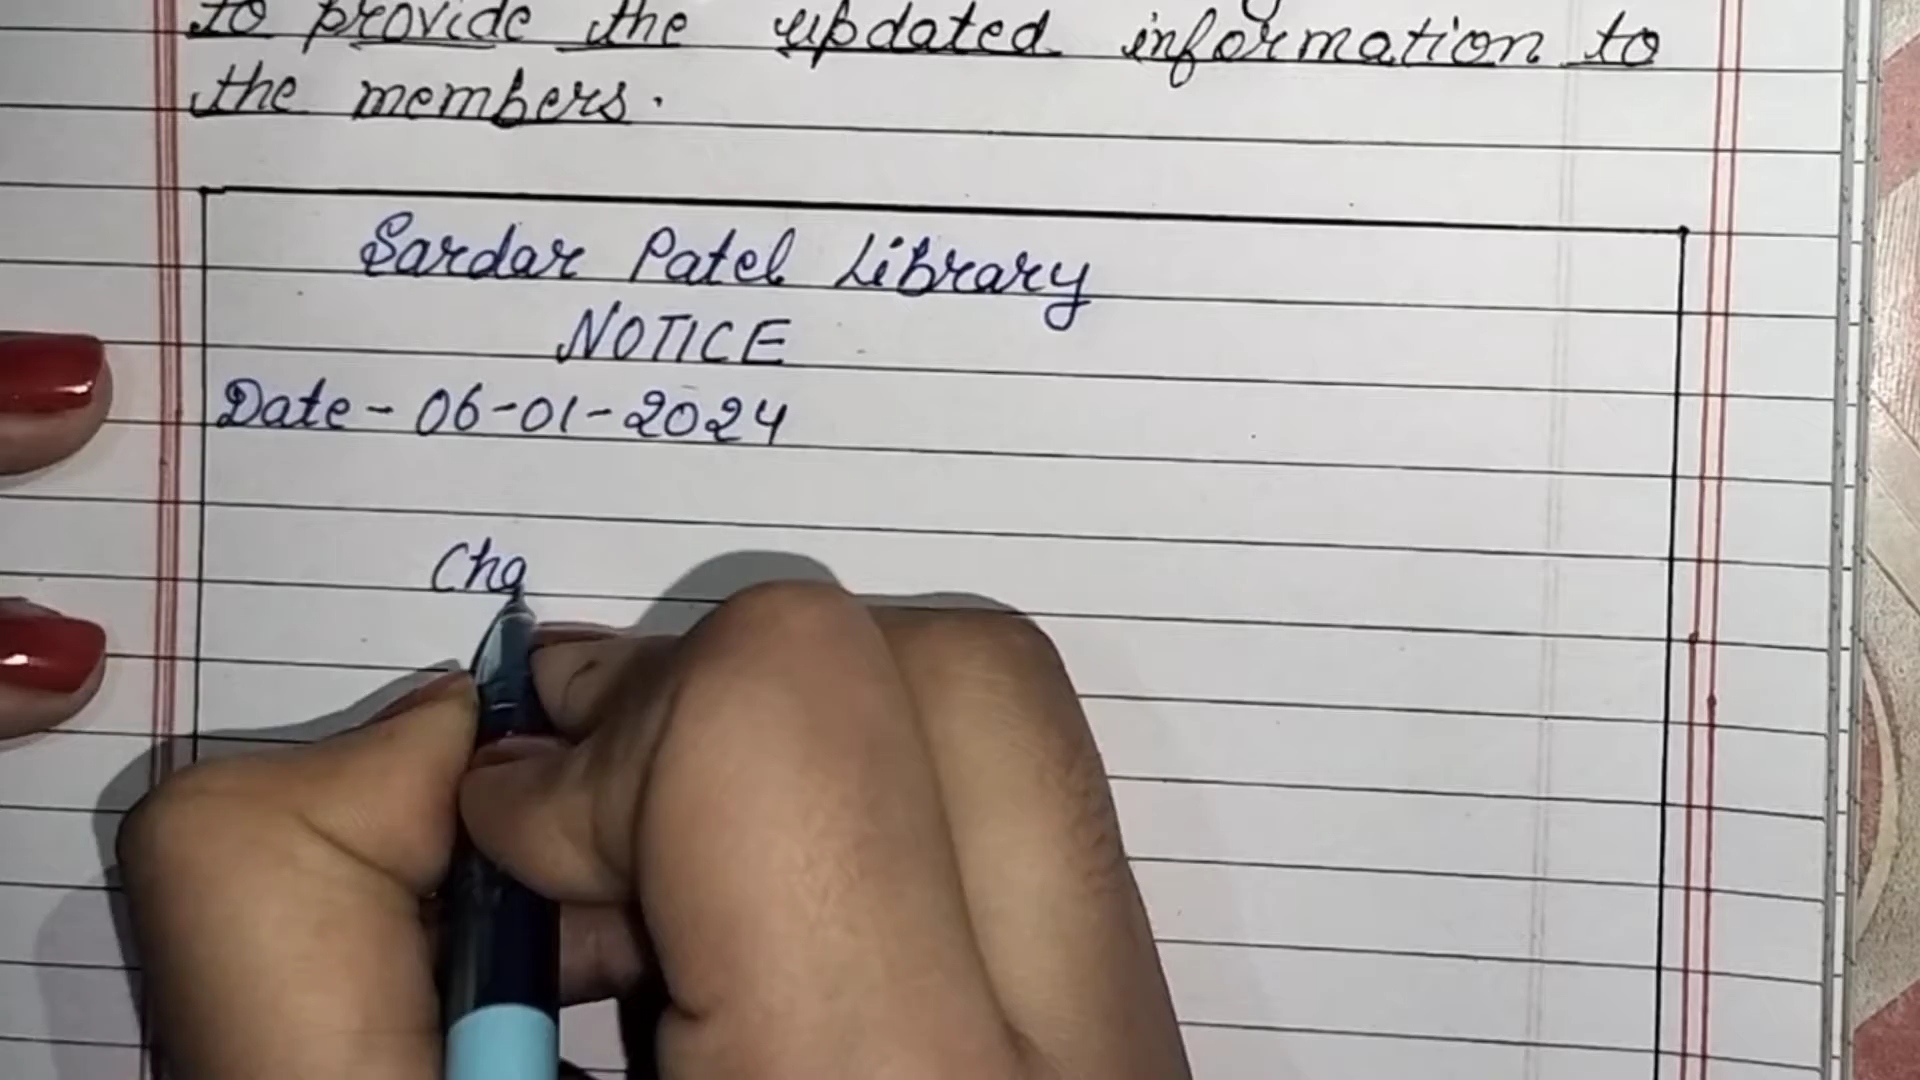 to provide the updated information to
the members.
Sardar Patel Library
NOTICE
Date - 06-01-2024
Cha